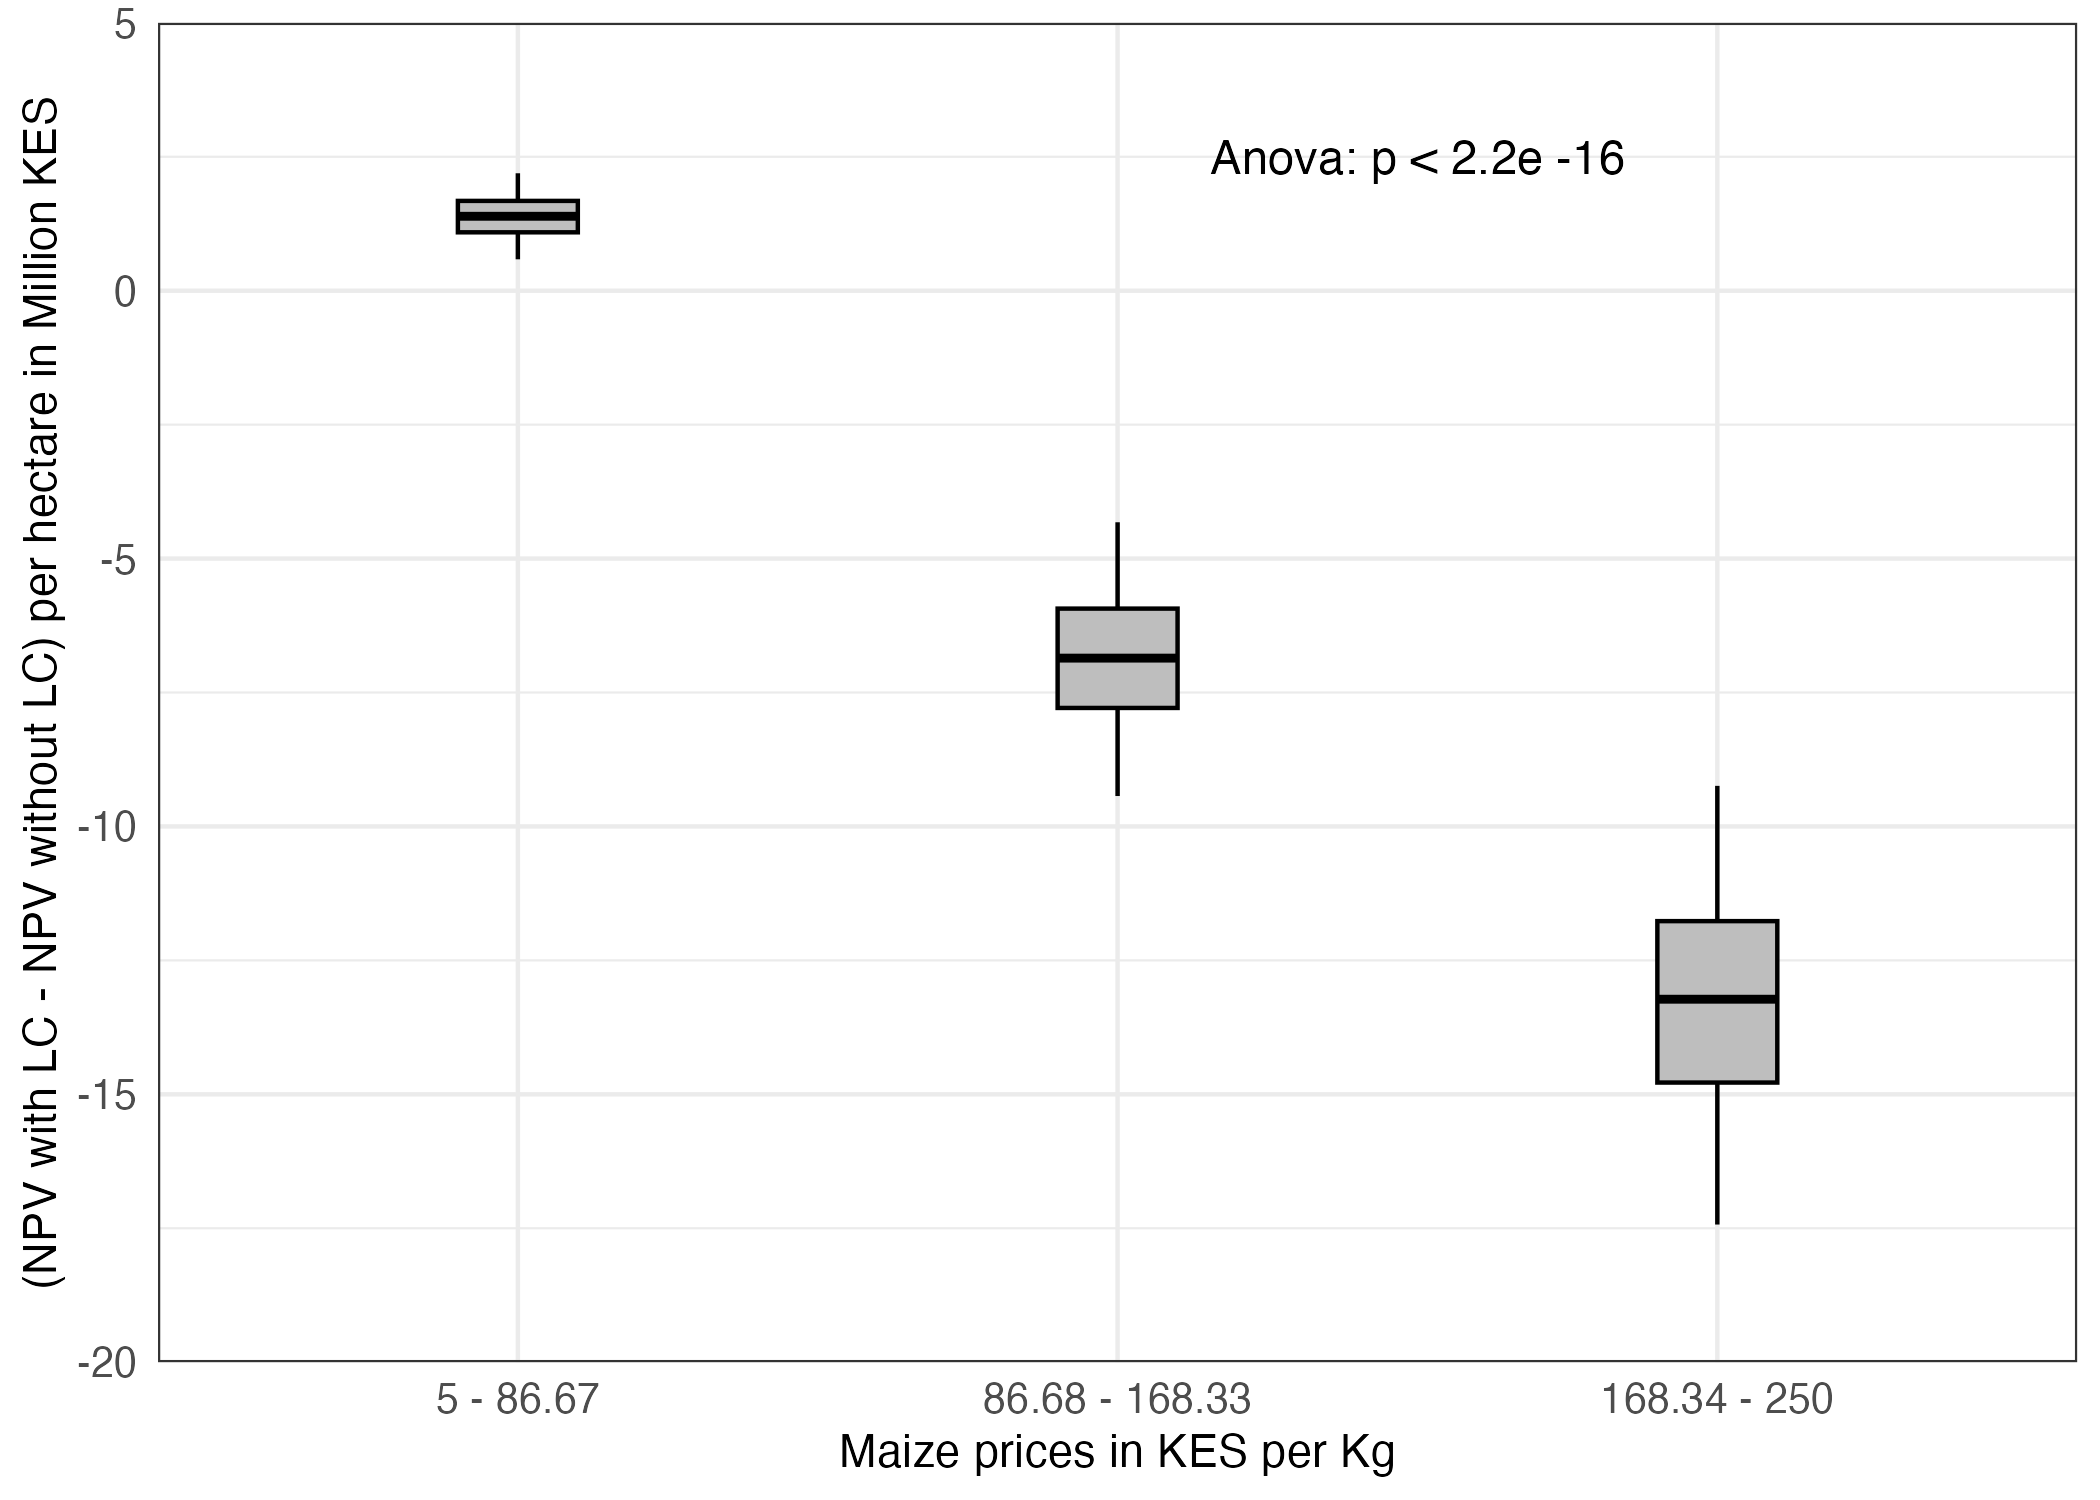 (NPV with LC - NPV without LC) per hectare in Million KES
5
0
-5
-10
-15
-20
Anova: p < 2.2e -16
5 - 86.67
86.68 - 168.33
168.34 - 250
Maize prices in KES per Kg